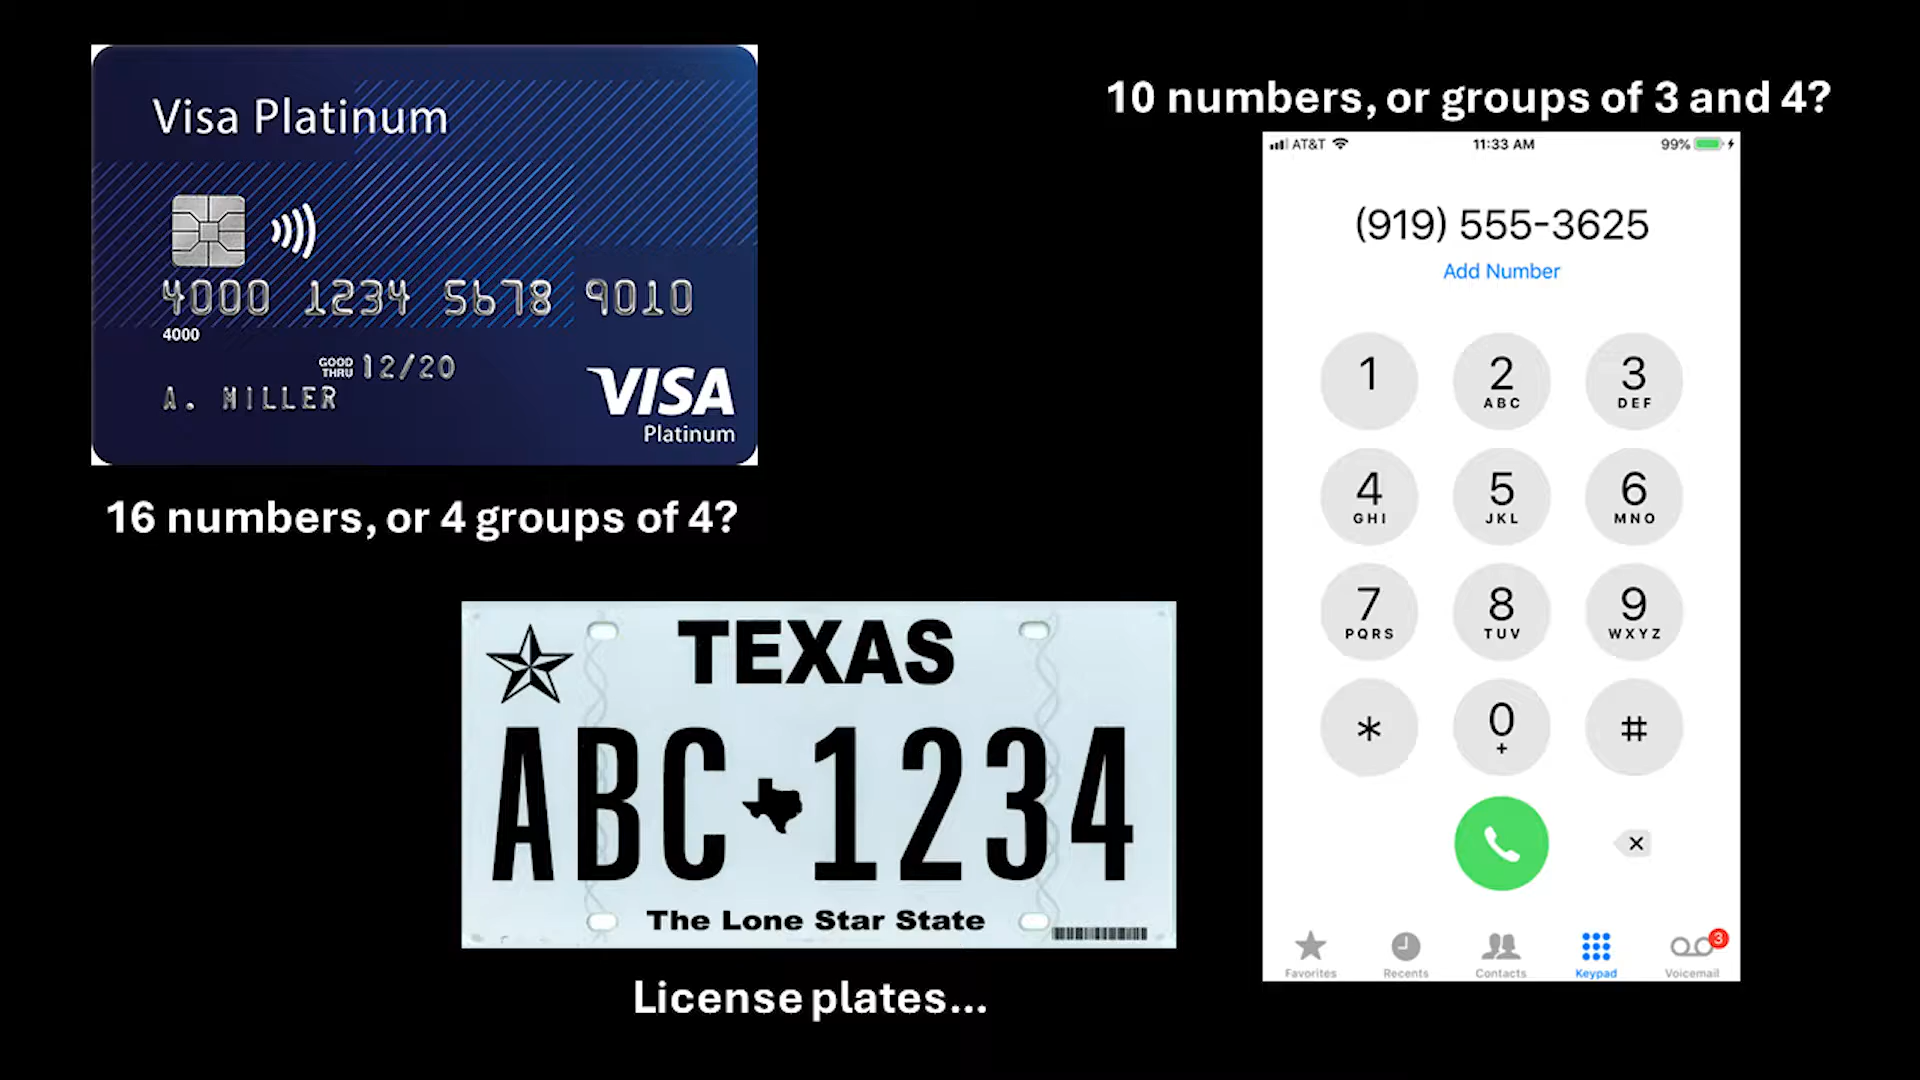 Visa Platinum
4000 1234 5678 9010
4000
GOOD THRU 12/20
A. MILLER
VISA
Platinum
16 numbers, or 4 groups of 4?
10 numbers, or groups of 3 and 4?
AT&T 11:33 AM 99%
(919) 555-3625
Add Number
1 2 3
ABC DEF
4 5 6
GHI JKL MNO
7 8 9
PQRS TUV WXYZ
* 0 #
+
Favorites Recents Contacts Keypad Voicemail 3
TEXAS
ABC 1234
The Lone Star State
License plates...